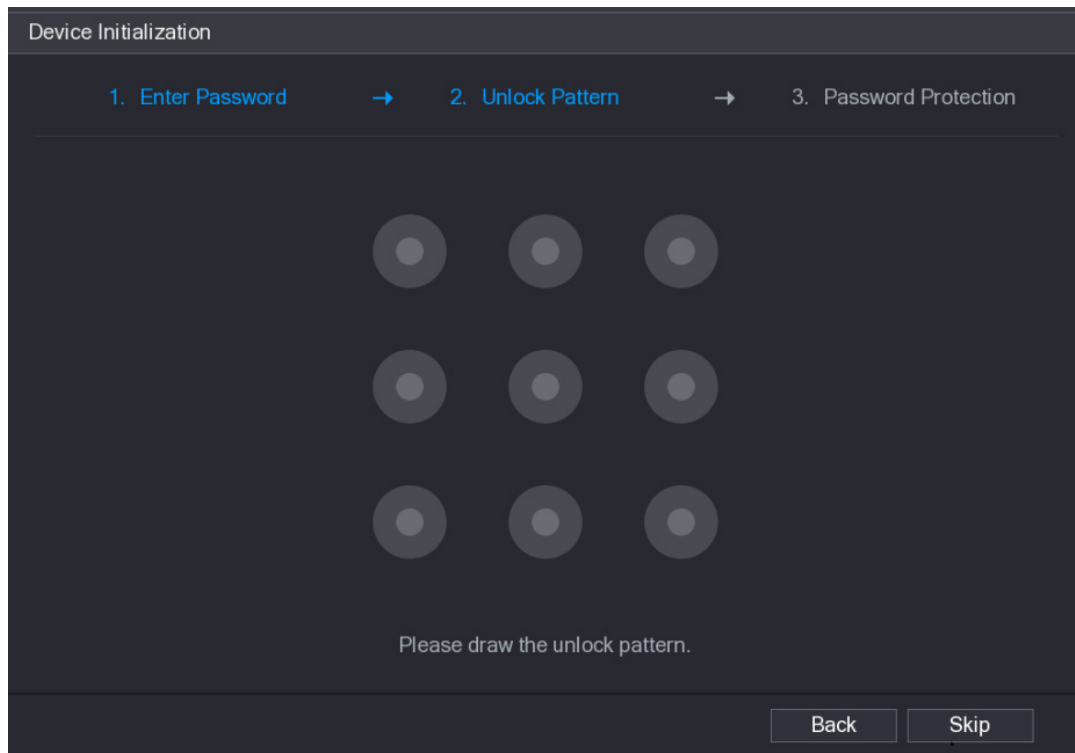 Device Initialization
1. Enter Password → 2. Unlock Pattern → 3. Password Protection
Please draw the unlock pattern.
Back Skip